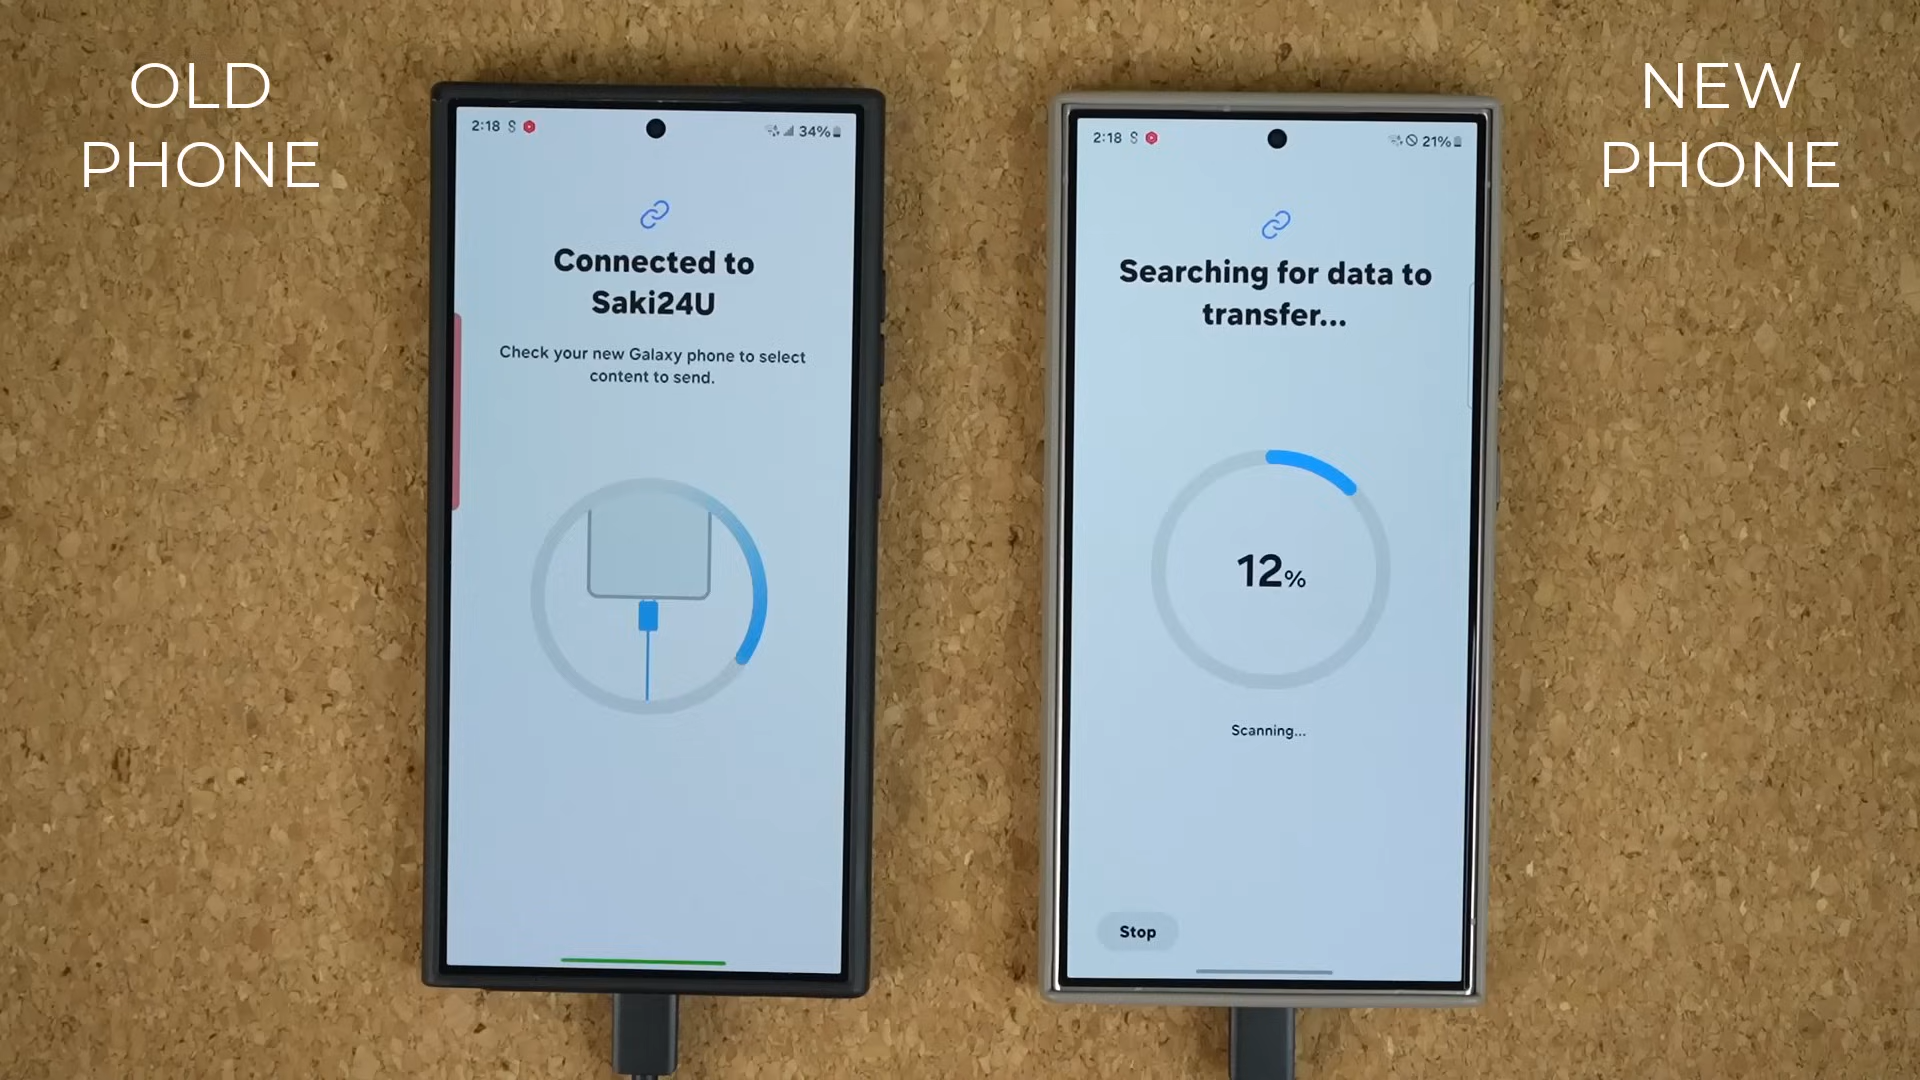 OLD
PHONE
2:18
34%
Connected to
Saki24U
Check your new Galaxy phone to select
content to send.
NEW
PHONE
2:18
21%
Searching for data to
transfer...
12%
Scanning...
Stop